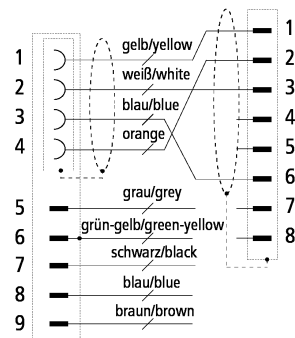 1
gelb/yellow
1
2
weiß/white
2
3
blau/blue
3
4
orange
4
5
6
7
8
5
grau/grey
6
grün-gelb/green-yellow
7
schwarz/black
8
blau/blue
9
braun/brown